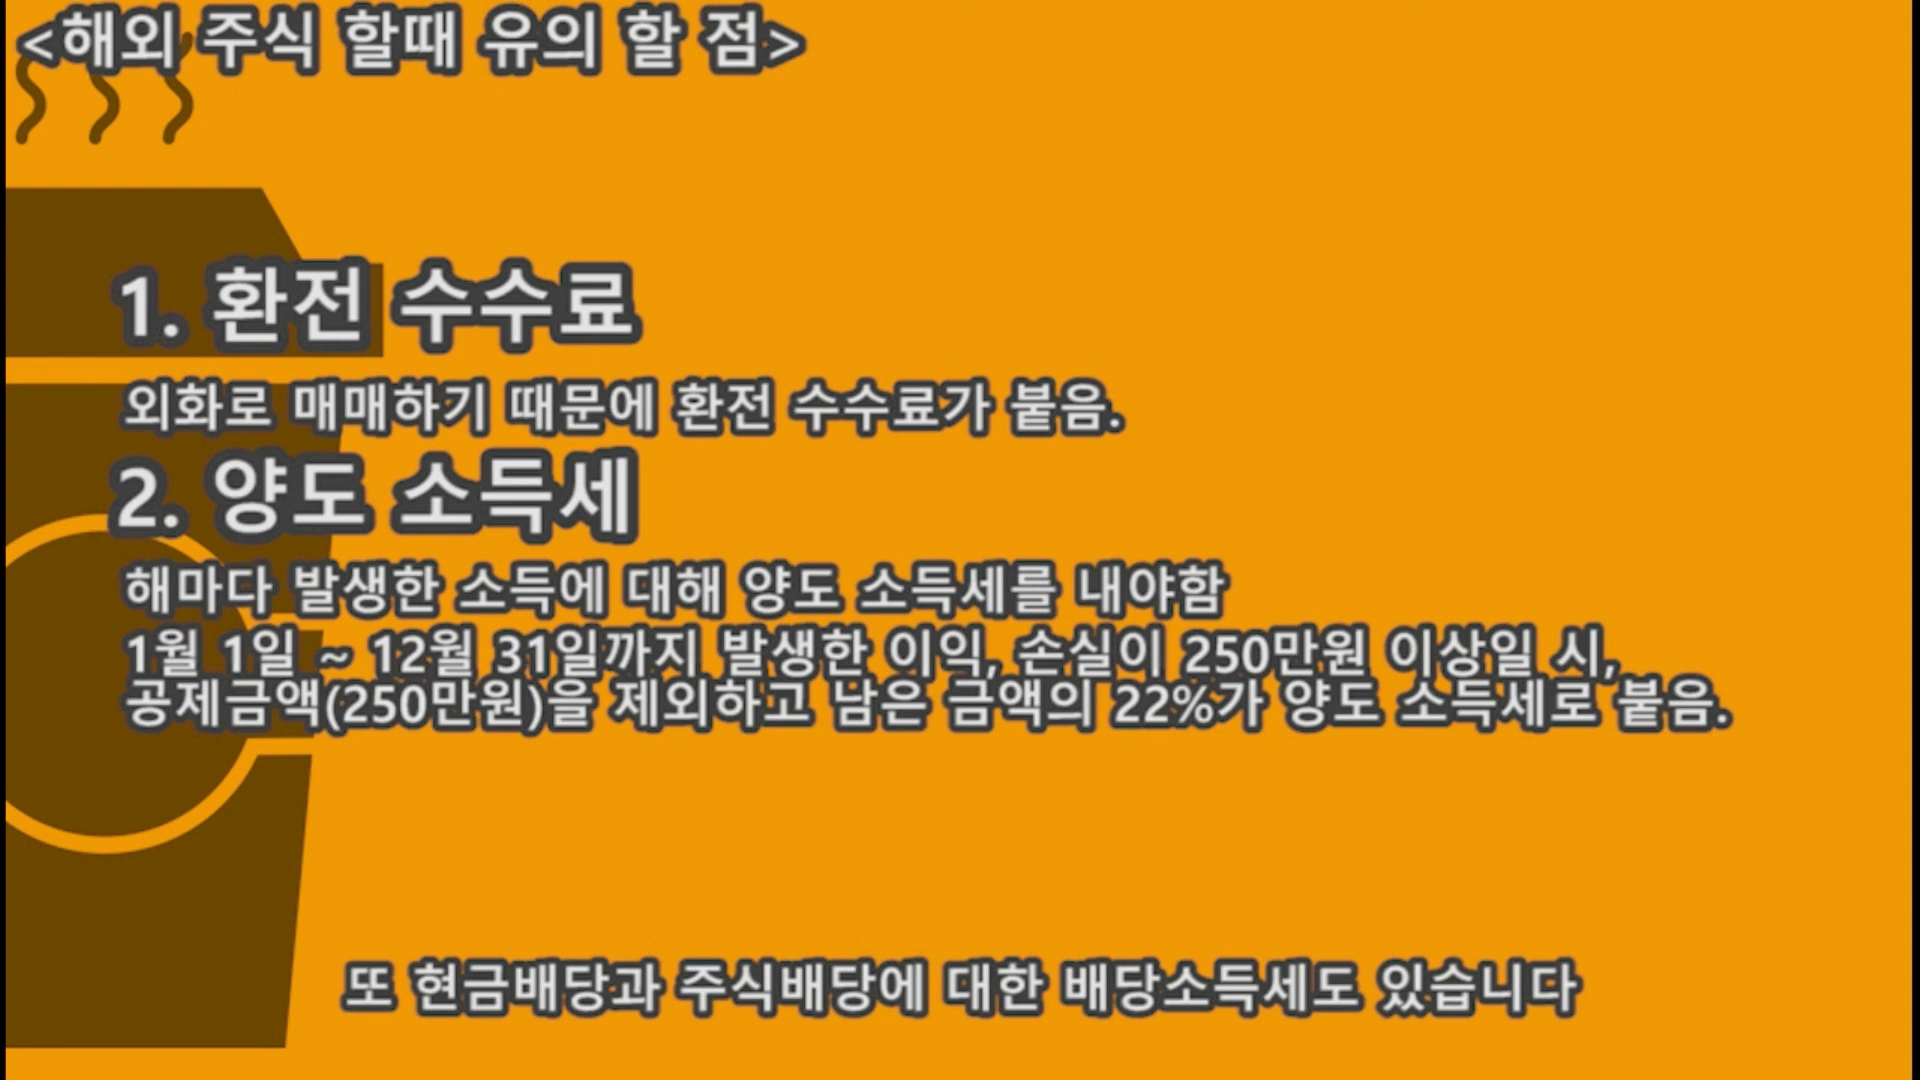 <해외 주식 할때 유의 할 점>
1. 환전 수수료
외화로 매매하기 때문에 환전 수수료가 붙음.
2. 양도 소득세
해마다 발생한 소득에 대해 양도 소득세를 내야함
1월 1일 ~ 12월 31일까지 발생한 이익, 손실이 250만원 이상일 시,
공제금액(250만원)을 제외하고 남은 금액의 22%가 양도 소득세로 붙음.
또 현금배당과 주식배당에 대한 배당소득세도 있습니다